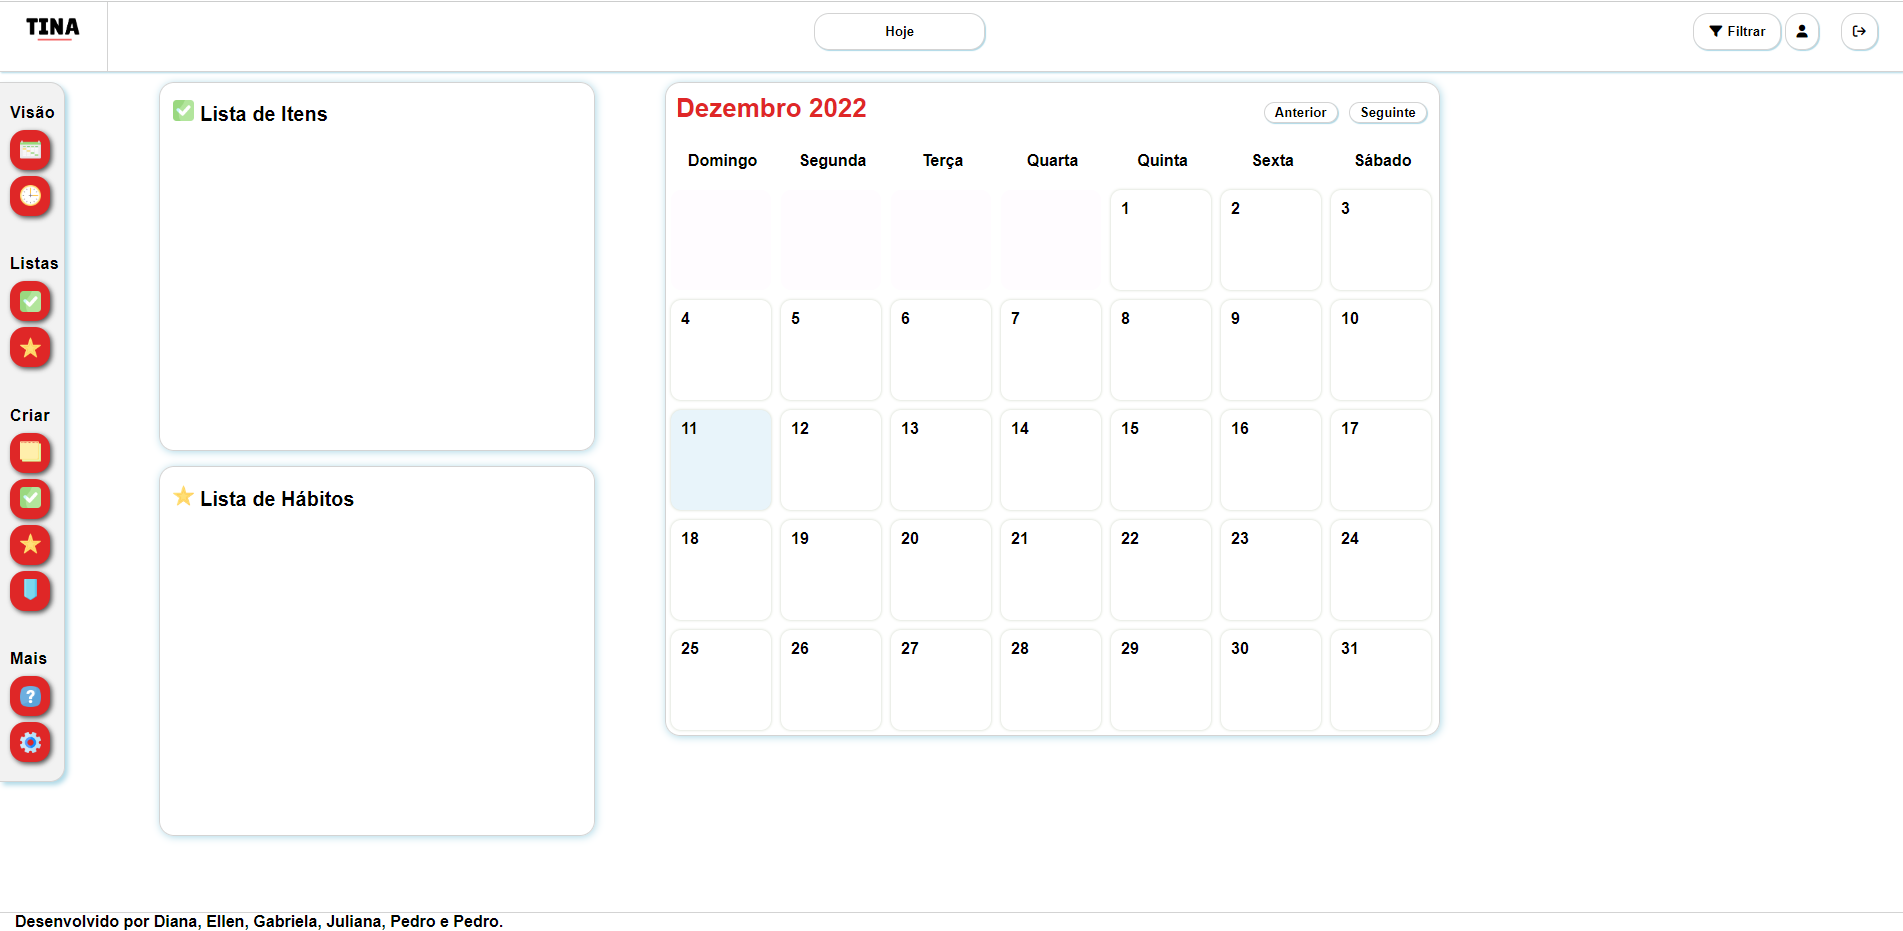 TINA
Hoje
Filtrar
Visão
Listas
Criar
Mais
Lista de Itens
Lista de Hábitos
Dezembro 2022
Anterior Seguinte
Domingo Segunda Terça Quarta Quinta Sexta Sábado
1 2 3
4 5 6 7 8 9 10
11 12 13 14 15 16 17
18 19 20 21 22 23 24
25 26 27 28 29 30 31
Desenvolvido por Diana, Ellen, Gabriela, Juliana, Pedro e Pedro.